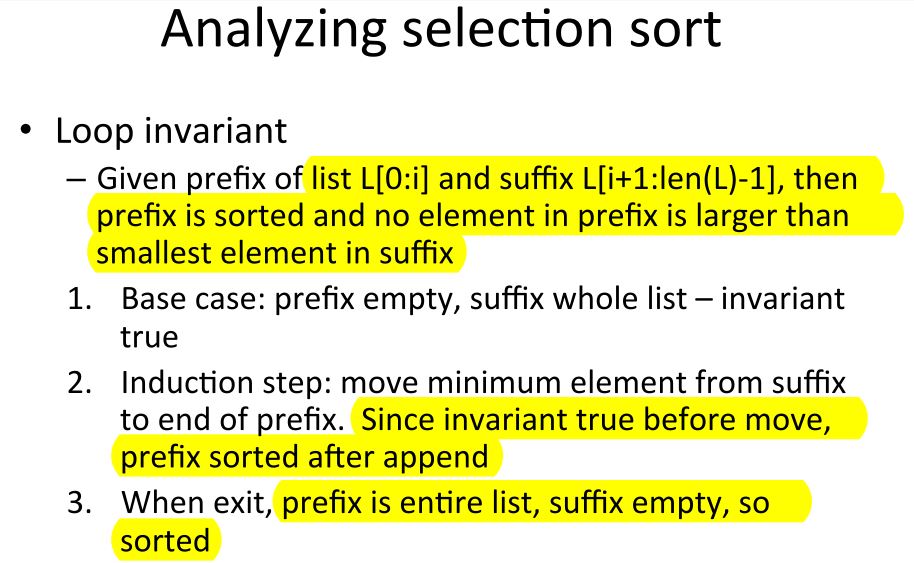 Analyzing selection sort
• Loop invariant
– Given prefix of list L[0:i] and suffix L[i+1:len(L)-1], then
prefix is sorted and no element in prefix is larger than
smallest element in suffix
1. Base case: prefix empty, suffix whole list – invariant
true
2. Induction step: move minimum element from suffix
to end of prefix. Since invariant true before move,
prefix sorted after append
3. When exit, prefix is entire list, suffix empty, so
sorted